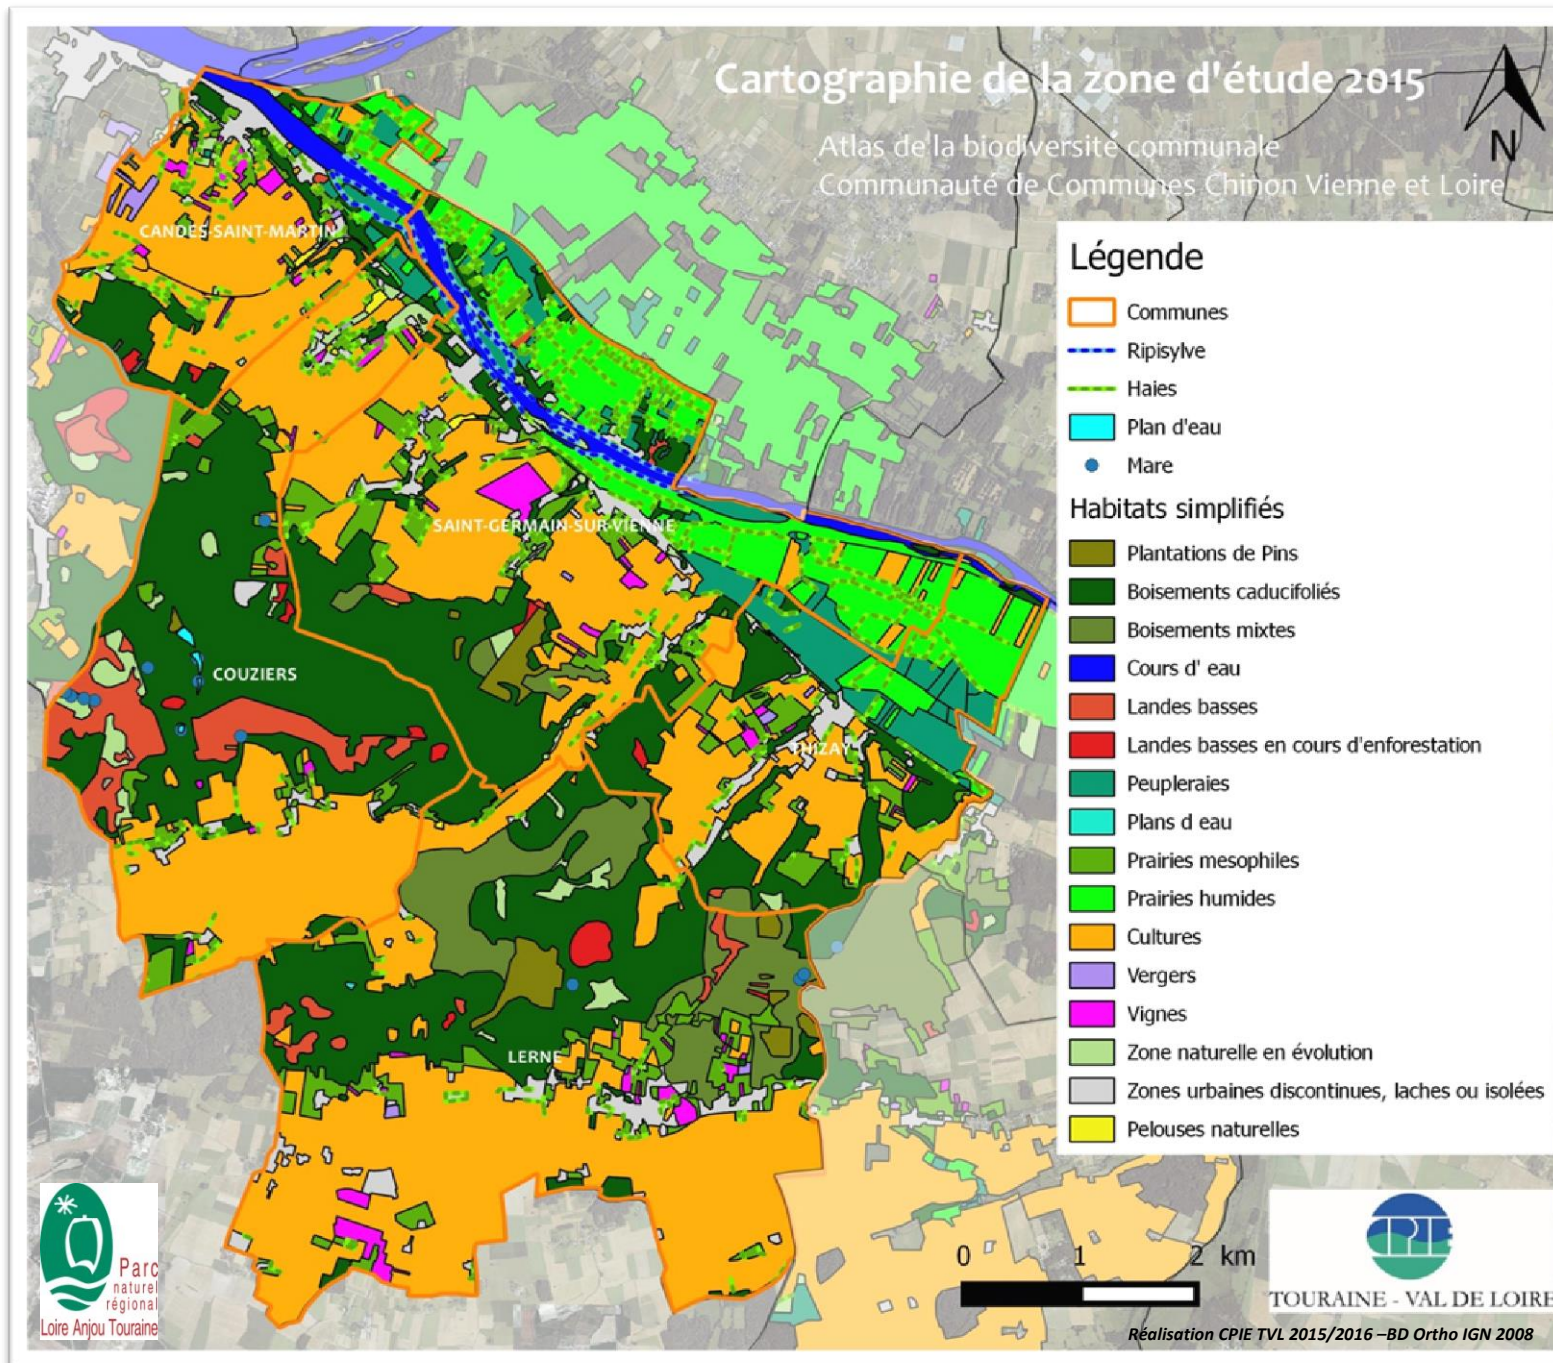 Cartographie de la zone d'étude 2015
Atlas de la biodiversité communale
Communauté de Communes Chinon Vienne et Loire
N
CANDES-SAINT-MARTIN
SAINT-GERMAIN-SUR-VIENNE
COUZIERS
THIZAY
LERNE
Légende
Communes
Ripisylve
Haies
Plan d'eau
Mare
Habitats simplifiés
Plantations de Pins
Boisements caducifoliés
Boisements mixtes
Cours d' eau
Landes basses
Landes basses en cours d'enforestation
Peupleraies
Plans d eau
Prairies mesophiles
Prairies humides
Cultures
Vergers
Vignes
Zone naturelle en évolution
Zones urbaines discontinues, laches ou isolées
Pelouses naturelles
0 1 2 km
Parc
naturel
régional
Loire Anjou Touraine
CPIE
TOURAINE - VAL DE LOIRE
Réalisation CPIE TVL 2015/2016 –BD Ortho IGN 2008